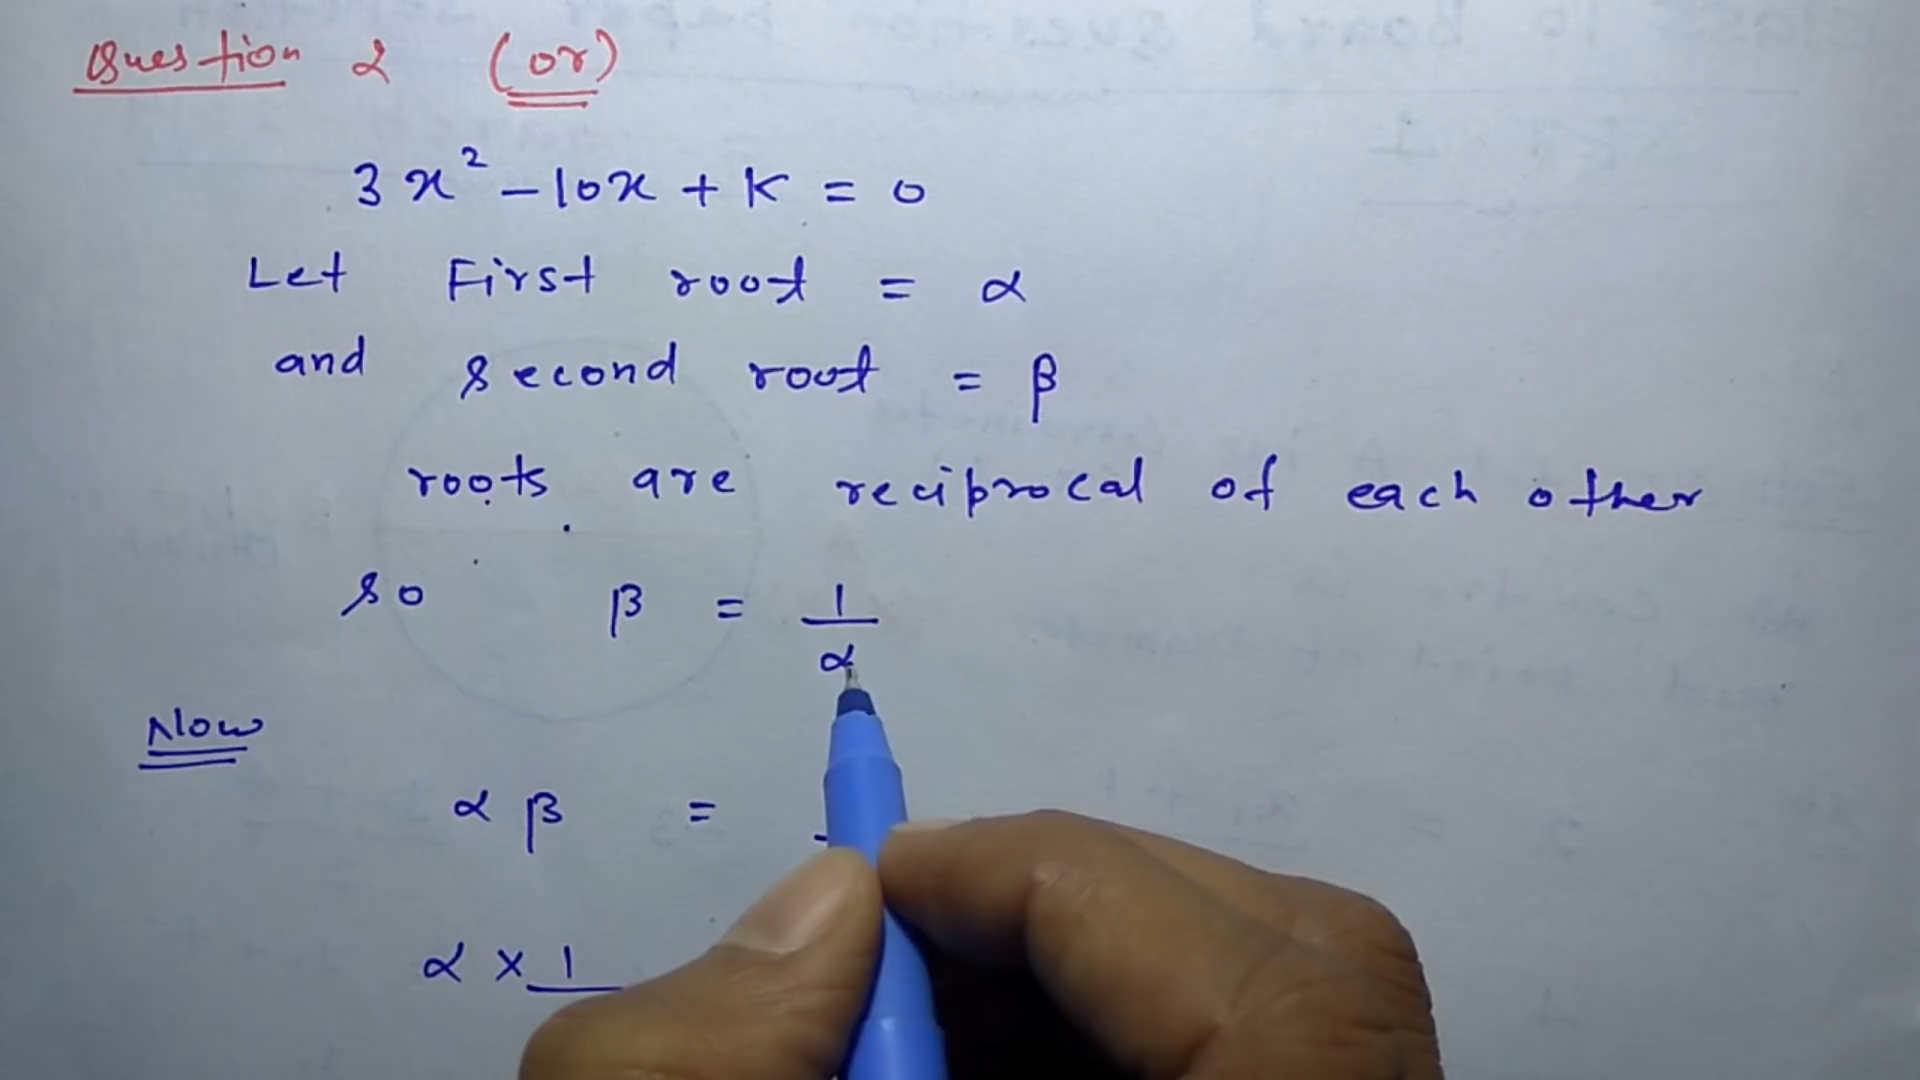 Question 2 (or)
3x² - 10x + K = 0
Let First root = α
and second root = β
roots are reciprocal of each other
so β = 1/α
Now
α β =
α × 1